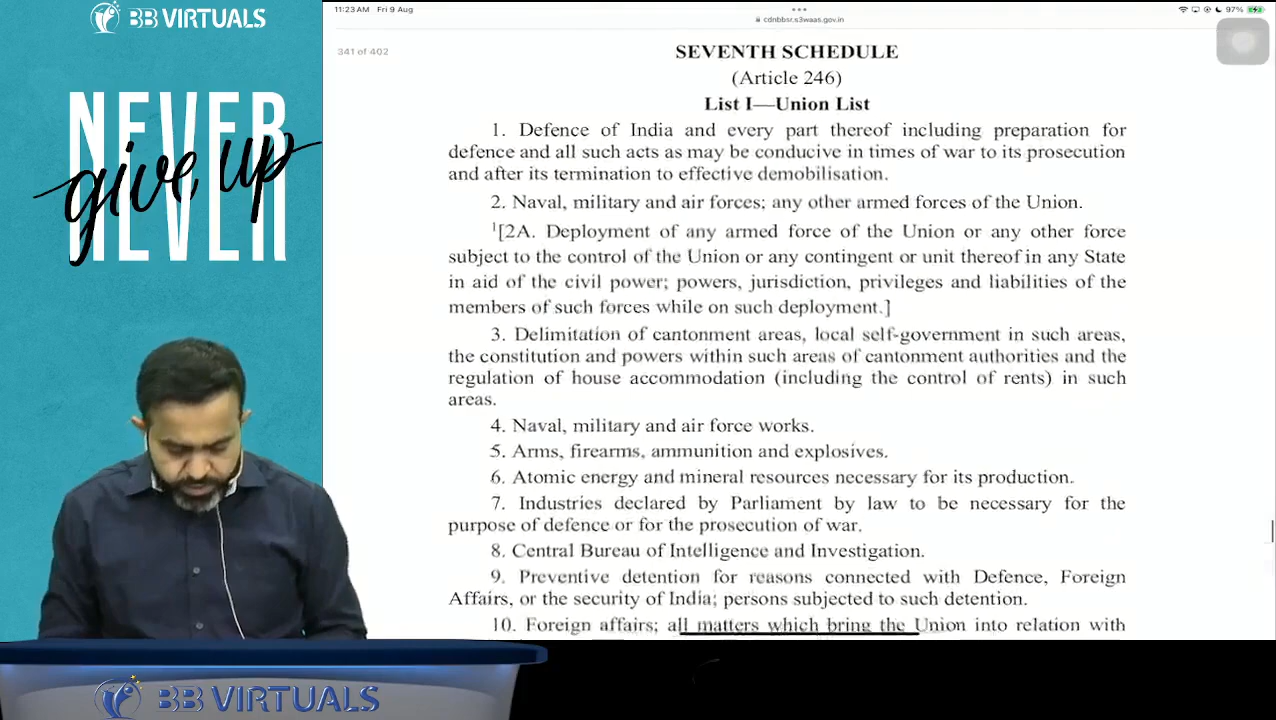 BB VIRTUALS
NEVER
give up
NEVER
BB VIRTUALS
11:23 AM Fri 9 Aug
cdnbbsr.s3waas.gov.in
97%
341 of 402
SEVENTH SCHEDULE
(Article 246)
List I—Union List
1. Defence of India and every part thereof including preparation for
defence and all such acts as may be conducive in times of war to its prosecution
and after its termination to effective demobilisation.
2. Naval, military and air forces; any other armed forces of the Union.
1[2A. Deployment of any armed force of the Union or any other force
subject to the control of the Union or any contingent or unit thereof in any State
in aid of the civil power; powers, jurisdiction, privileges and liabilities of the
members of such forces while on such deployment.]
3. Delimitation of cantonment areas, local self-government in such areas,
the constitution and powers within such areas of cantonment authorities and the
regulation of house accommodation (including the control of rents) in such
areas.
4. Naval, military and air force works.
5. Arms, firearms, ammunition and explosives.
6. Atomic energy and mineral resources necessary for its production.
7. Industries declared by Parliament by law to be necessary for the
purpose of defence or for the prosecution of war.
8. Central Bureau of Intelligence and Investigation.
9. Preventive detention for reasons connected with Defence, Foreign
Affairs, or the security of India; persons subjected to such detention.
10. Foreign affairs; all matters which bring the Union into relation with